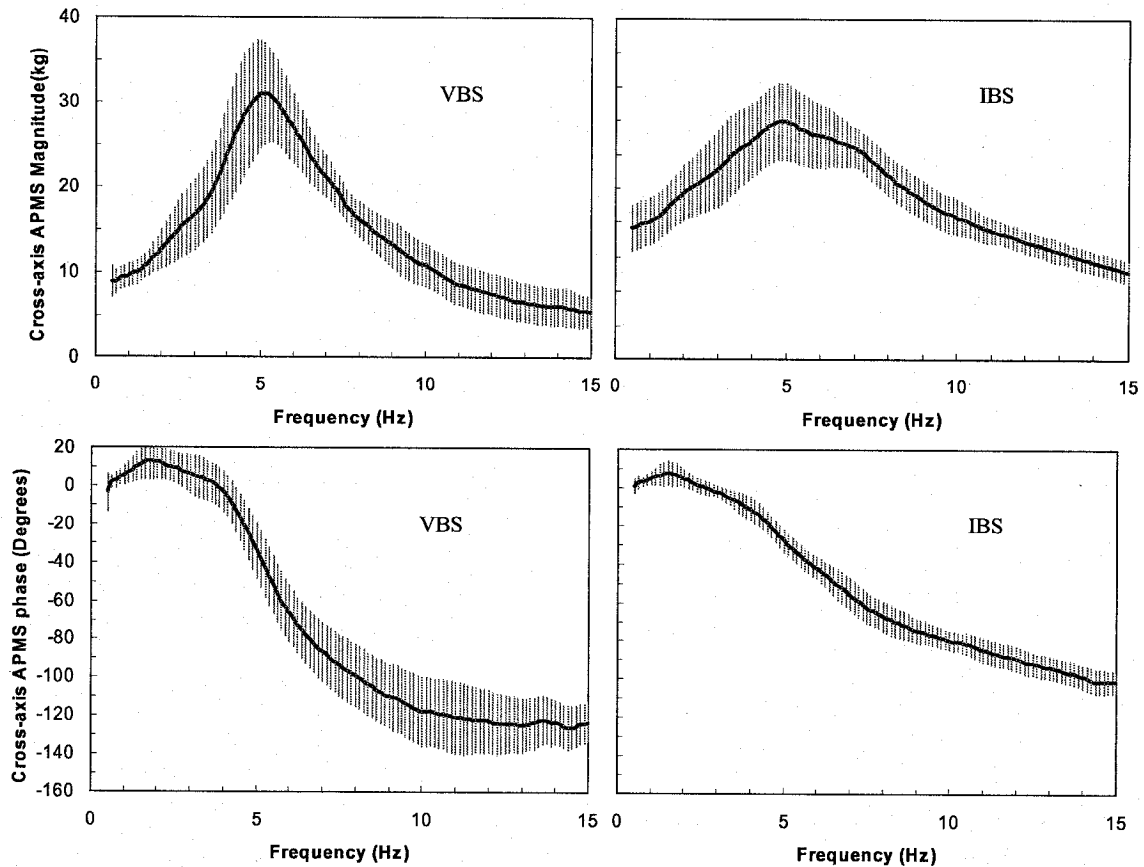 Cross-axis APMS Magnitude(kg)
40
30
20
10
0
VBS
IBS
0 5 10 15
0 5 10 15
Frequency (Hz)
Frequency (Hz)
Cross-axis APMS phase (Degrees)
20
0
-20
-40
-60
-80
-100
-120
-140
-160
VBS
IBS
0 5 10 15
0 5 10 15
Frequency (Hz)
Frequency (Hz)